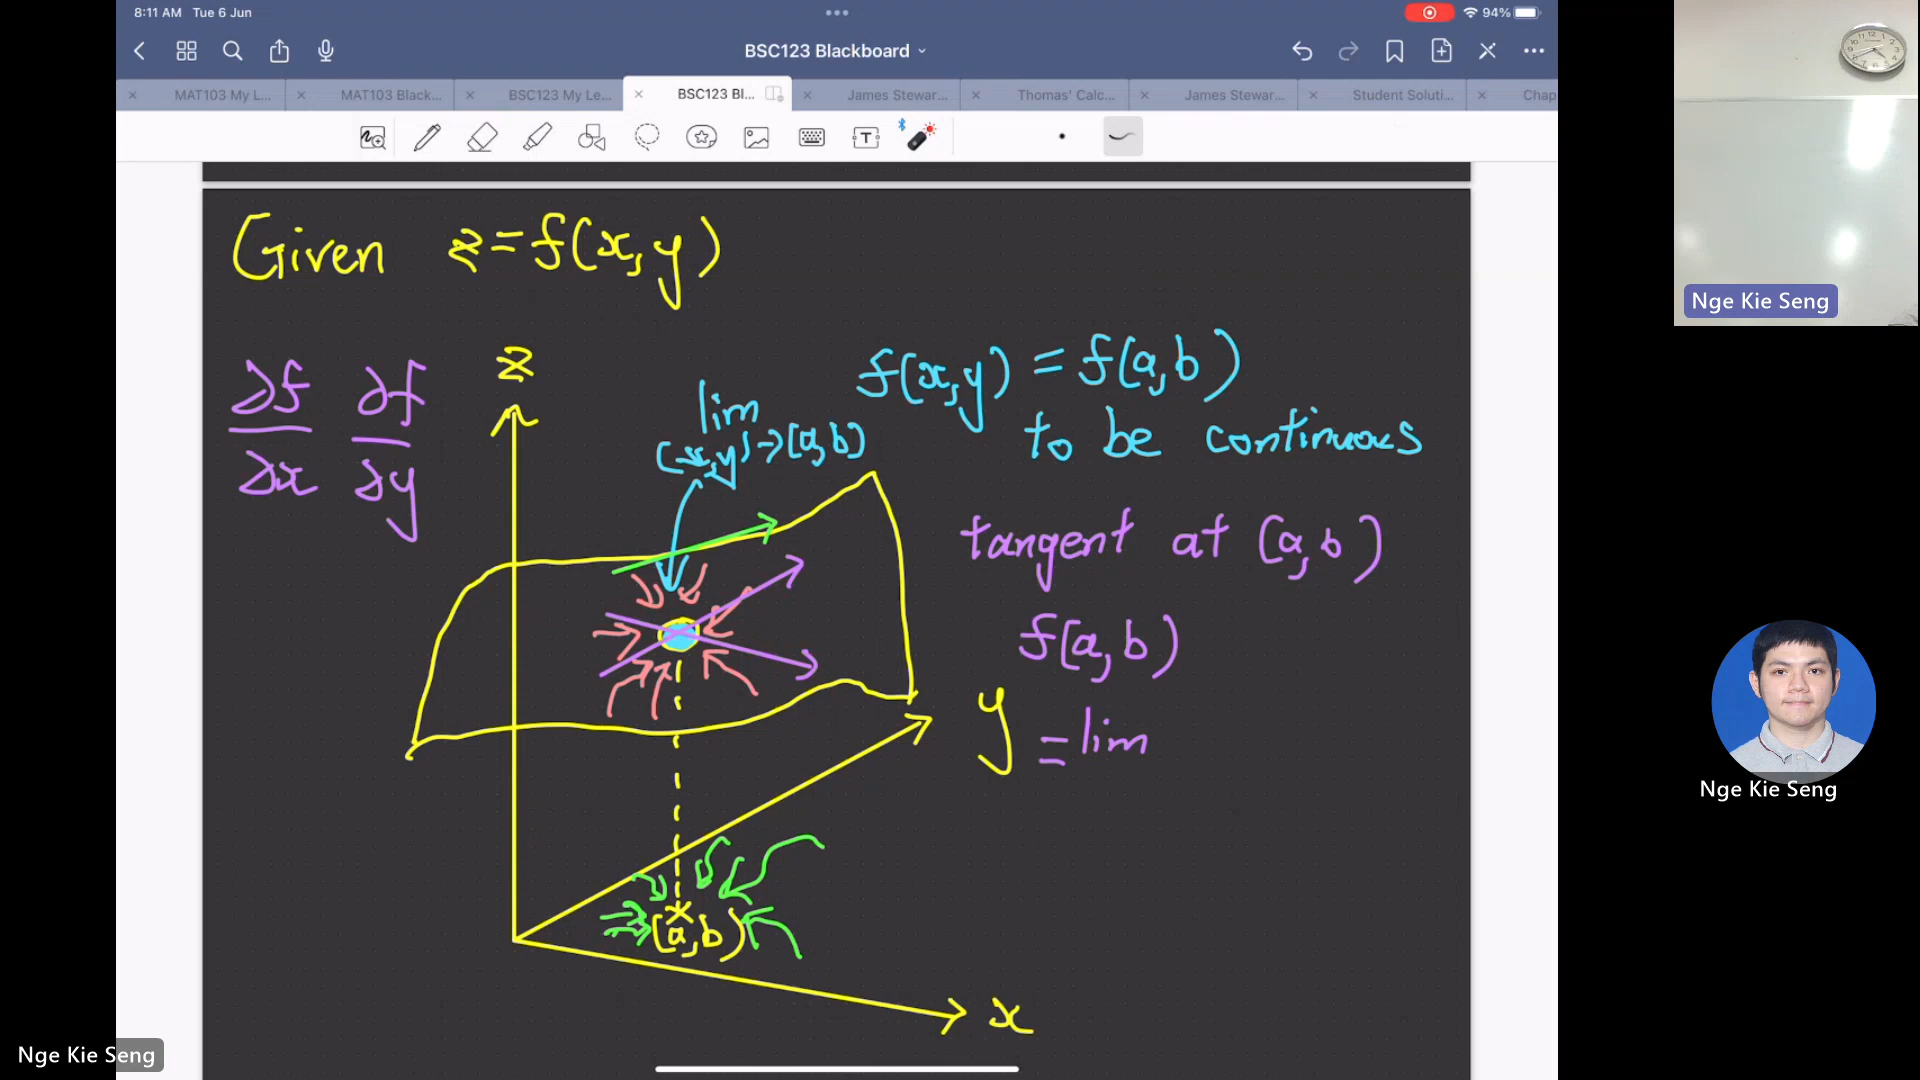 8:11 AM Tue 6 Jun
94%
BSC123 Blackboard
MAT103 My L...
MAT103 Black...
BSC123 My Le...
BSC123 Bl...
James Stewar...
Thomas' Calc...
James Stewar...
Student Soluti...
Chap
Given z=f(x,y)
∂f/∂x ∂f/∂y
z
lim (x,y)→(a,b) f(x,y) = f(a,b)
to be continuous
tangent at (a,b)
f(a,b)
y
= lim
(a,b)
x
Nge Kie Seng
Nge Kie Seng
Nge Kie Seng